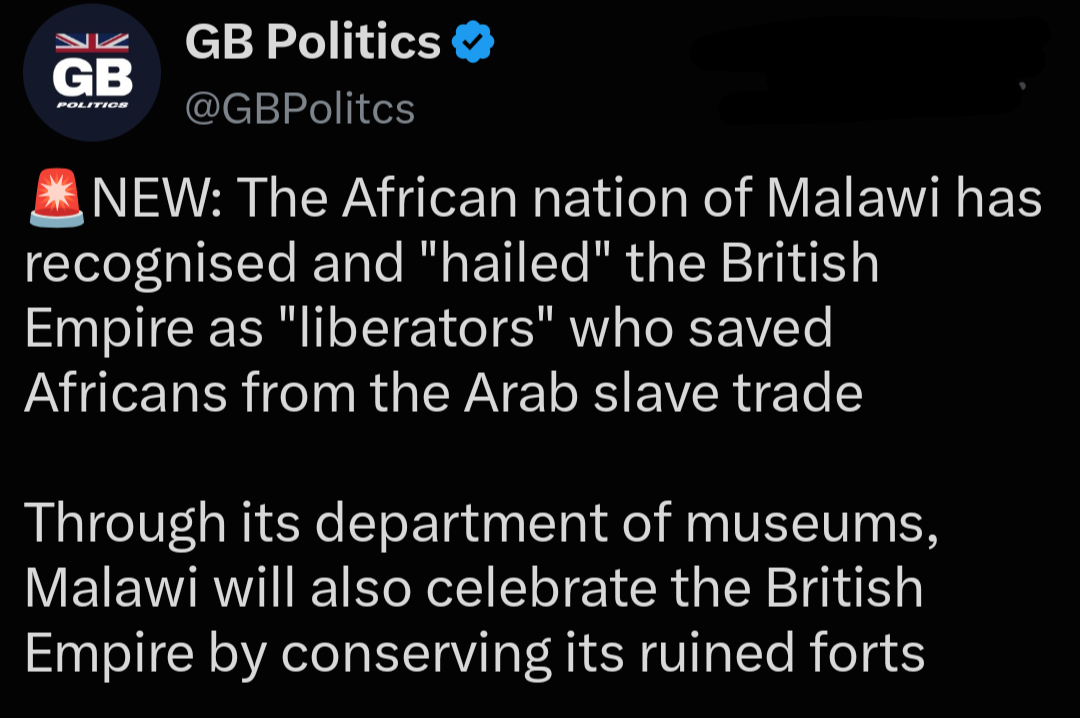 GB
POLITICS
GB Politics
@GBPolitcs
🚨NEW: The African nation of Malawi has
recognised and "hailed" the British
Empire as "liberators" who saved
Africans from the Arab slave trade
Through its department of museums,
Malawi will also celebrate the British
Empire by conserving its ruined forts